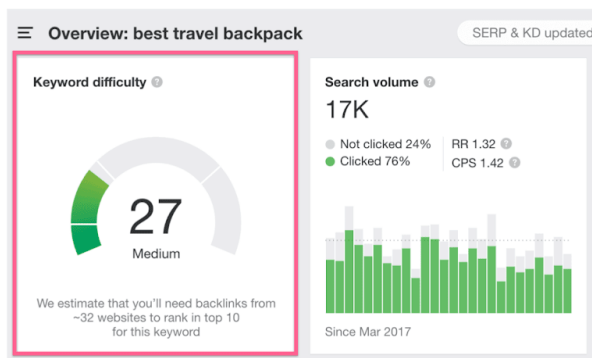 Overview: best travel backpack
SERP & KD updated
Keyword difficulty
27
Medium
We estimate that you'll need backlinks from
~32 websites to rank in top 10
for this keyword
Search volume
17K
Not clicked 24%
Clicked 76%
RR 1.32
CPS 1.42
Since Mar 2017